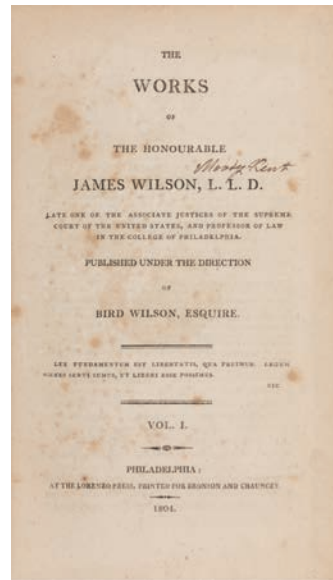 THE
WORKS
OF
THE HONOURABLE
Moody Kent
JAMES WILSON, L. L. D.
LATE ONE OF THE ASSOCIATE JUSTICES OF THE SUPREME
COURT OF THE UNITED STATES, AND PROFESSOR OF LAW
IN THE COLLEGE OF PHILADELPHIA.
PUBLISHED UNDER THE DIRECTION
OF
BIRD WILSON, ESQUIRE.
LEX FUNDAMENTUM EST LIBERTATIS, QUA FRUIMUR. LEGUM
OMNES SERVI SUMUS, UT LIBERI ESSE POSSIMUS.
CIC.
VOL. I.
PHILADELPHIA:
AT THE LORENZO PRESS, PRINTED FOR BRONSON AND CHAUNCEY.
1804.